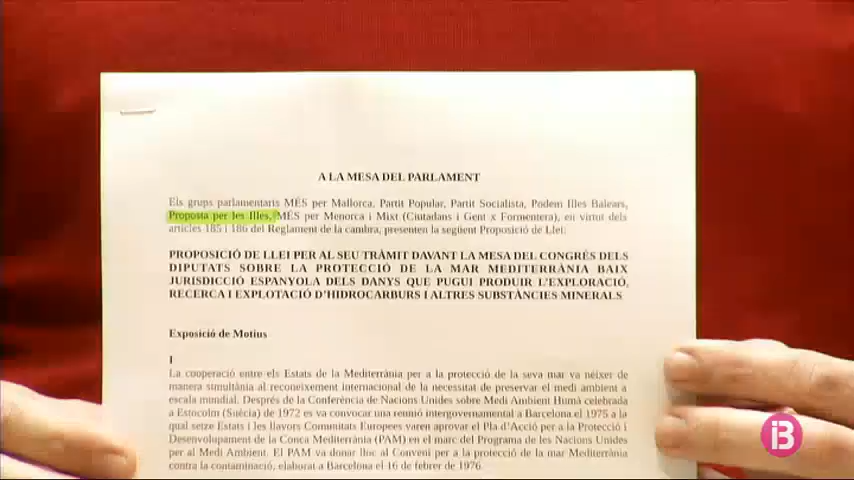 A LA MESA DEL PARLAMENT
Els grups parlamentaris MÉS per Mallorca, Partit Popular, Partit Socialista, Podem Illes Balears,
Proposta per les Illes, MÉS per Menorca i Mixt (Ciutadans i Gent x Formentera), en virtut dels
articles 185 i 186 del Reglament de la cambra, presenten la següent Proposició de Llei:
PROPOSICIÓ DE LLEI PER AL SEU TRÀMIT DAVANT LA MESA DEL CONGRÉS DELS
DIPUTATS SOBRE LA PROTECCIÓ DE LA MAR MEDITERRÀNIA BAIX
JURISDICCIÓ ESPANYOLA DELS DANYS QUE PUGUI PRODUIR L'EXPLORACIÓ,
RECERCA I EXPLOTACIÓ D'HIDROCARBURS I ALTRES SUBSTÀNCIES MINERALS
Exposició de Motius
I
La cooperació entre els Estats de la Mediterrània per a la protecció de la seva mar va néixer de
manera simultània al reconeixement internacional de la necessitat de preservar el medi ambient a
escala mundial. Després de la Conferència de Nacions Unides sobre Medi Ambient Humà celebrada
a Estocolm (Suècia) de 1972 es va convocar una reunió intergovernamental a Barcelona el 1975 a la
qual setze Estats i les llavors Comunitats Europees varen aprovar el Pla d'Acció per a la Protecció i
Desenvolupament de la Conca Mediterrània (PAM) en el marc del Programa de les Nacions Unides
per al Medi Ambient. El PAM va donar lloc al Conveni per a la protecció de la mar Mediterrània
contra la contaminació, elaborat a Barcelona el 16 de febrer de 1976.